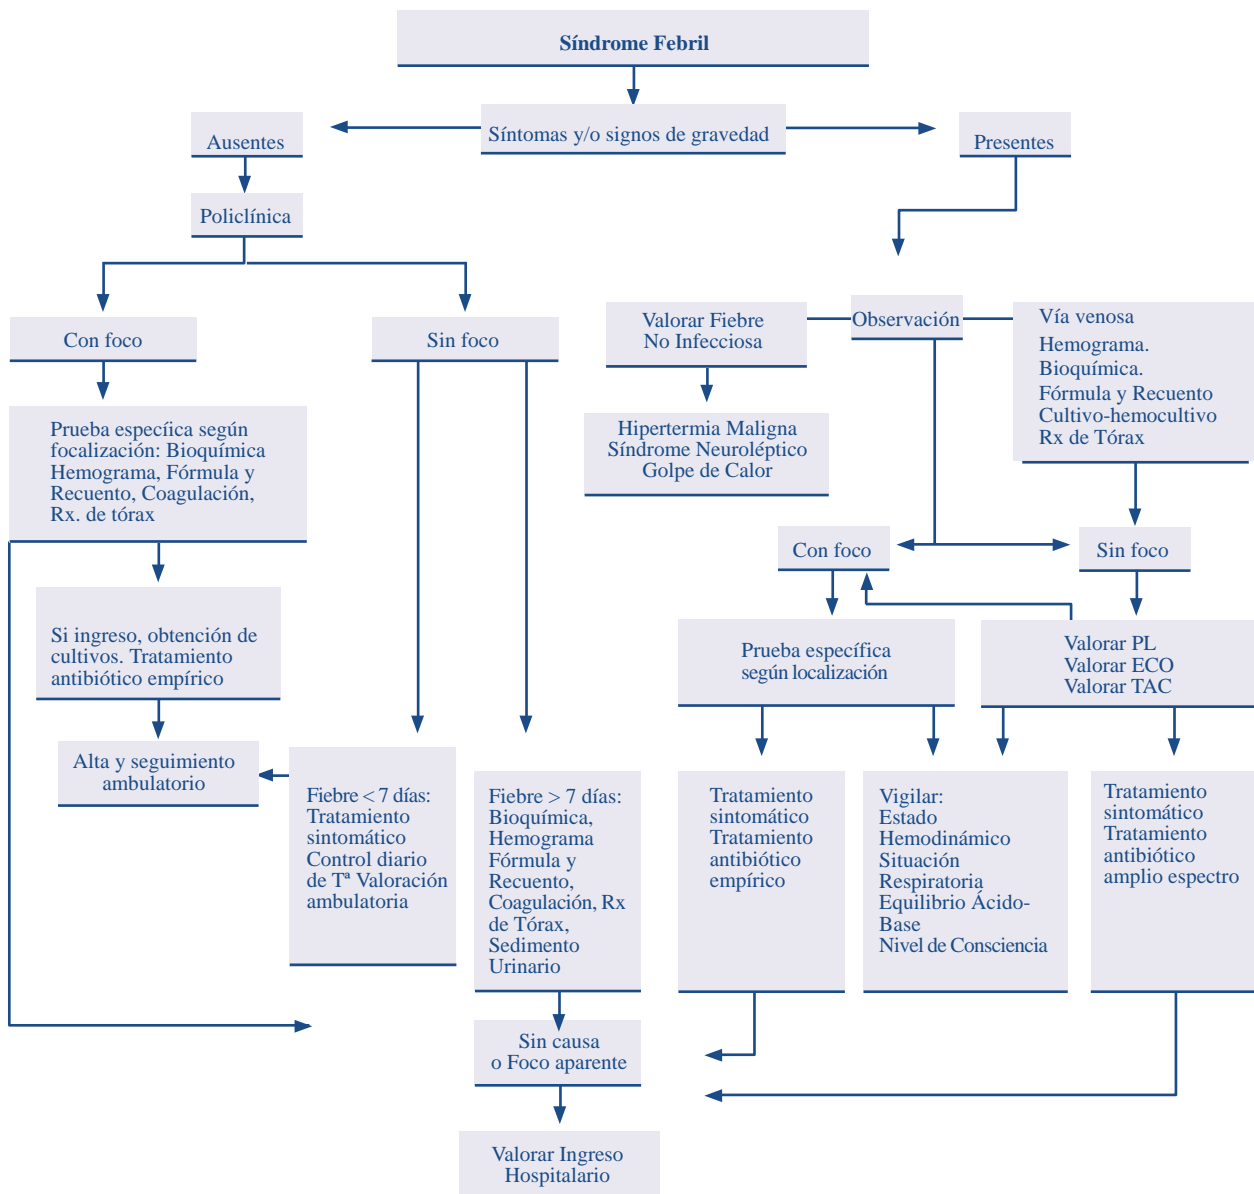 Síndrome Febril
Síntomas y/o signos de gravedad
Ausentes
Presentes
Policlínica
Con foco
Sin foco
Valorar Fiebre
No Infecciosa
Observación
Vía venosa
Hemograma.
Bioquímica.
Fórmula y Recuento
Cultivo-hemocultivo
Rx de Tórax
Prueba específica según
focalización: Bioquímica
Hemograma, Fórmula y
Recuento, Coagulación,
Rx. de tórax
Hipertermia Maligna
Síndrome Neuroléptico
Golpe de Calor
Con foco
Sin foco
Si ingreso, obtención de
cultivos. Tratamiento
antibiótico empírico
Prueba específica
según localización
Valorar PL
Valorar ECO
Valorar TAC
Alta y seguimiento
ambulatorio
Fiebre < 7 días:
Tratamiento
sintomático
Control diario
de Tª Valoración
ambulatoria
Fiebre > 7 días:
Bioquímica,
Hemograma
Fórmula y
Recuento,
Coagulación, Rx
de Tórax,
Sedimento
Urinario
Tratamiento
sintomático
Tratamiento
antibiótico
empírico
Vigilar:
Estado
Hemodinámico
Situación
Respiratoria
Equilibrio Ácido-
Base
Nivel de Consciencia
Tratamiento
sintomático
Tratamiento
antibiótico
amplio espectro
Sin causa
o Foco aparente
Valorar Ingreso
Hospitalario